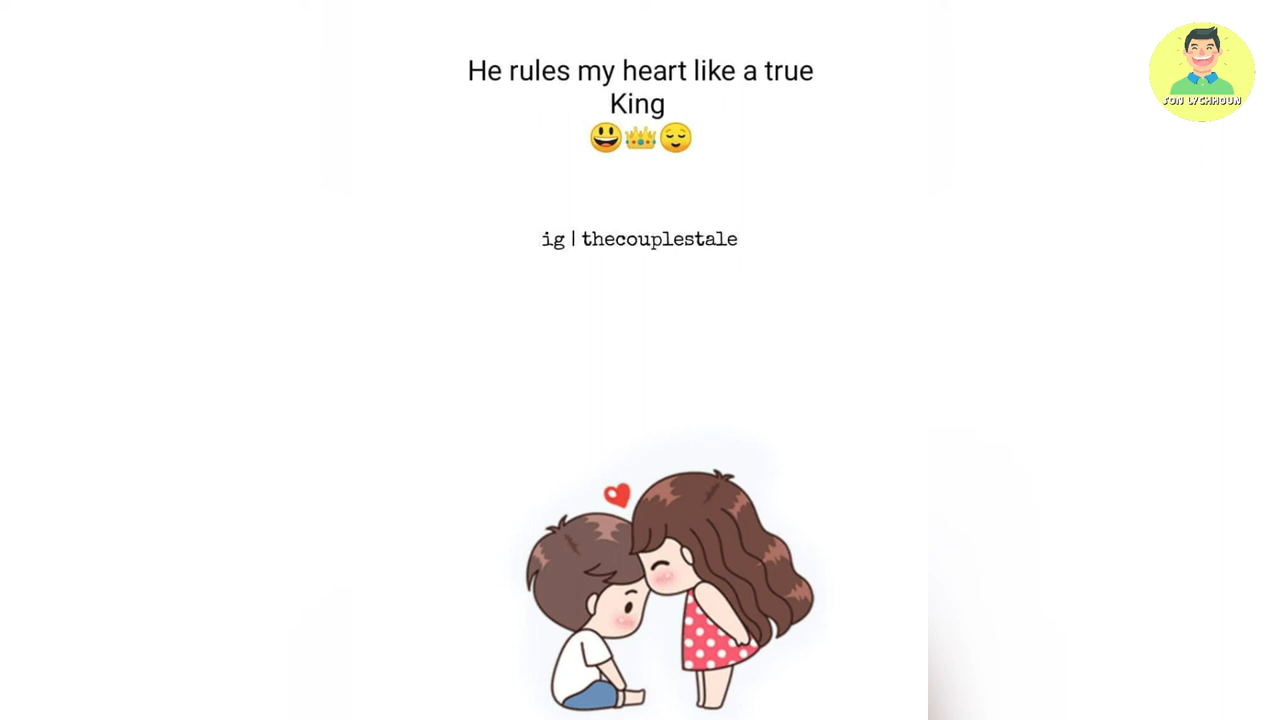 He rules my heart like a true
King
😃👑😌
ig | thecouplestale
SON LYCHHOUN